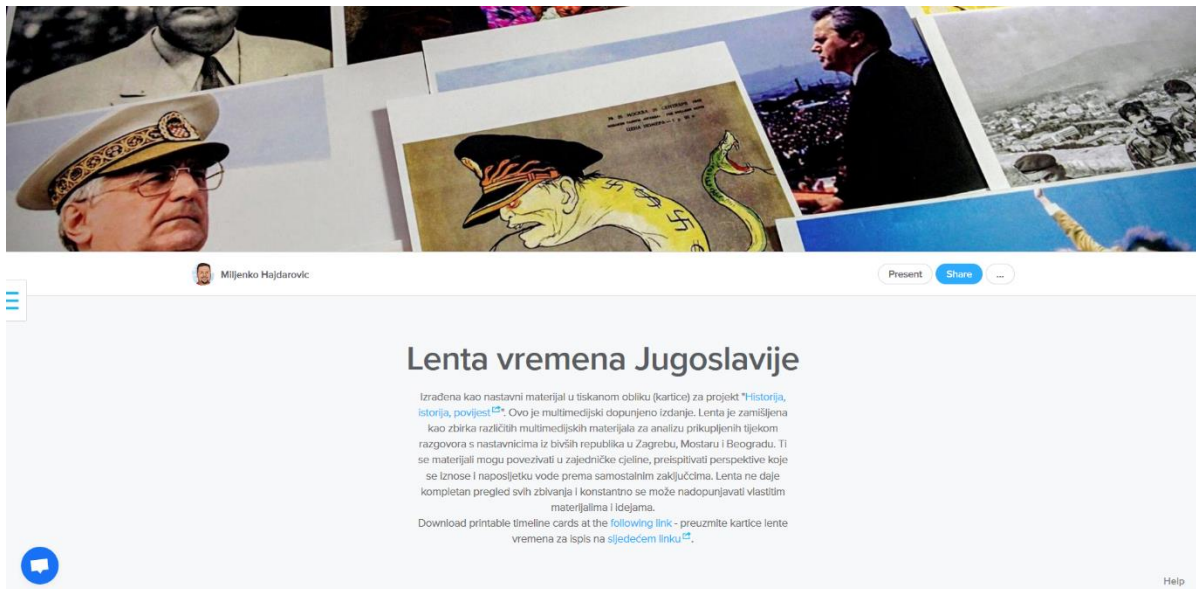 Miljenko Hajdarovic
Present
Share
...
Lenta vremena Jugoslavije
Izrađena kao nastavni materijal u tiskanom obliku (kartice) za projekt "Historija,
istorija, povijest". Ovo je multimedijski dopunjeno izdanje. Lenta je zamišljena
kao zbirka različitih multimedijskih materijala za analizu prikupljenih tijekom
razgovora s nastavnicima iz bivših republika u Zagrebu, Mostaru i Beogradu. Ti
se materijali mogu povezivati u zajedničke cjeline, preispitivati perspektive koje
se iznose i naposljetku vode prema samostalnim zaključcima. Lenta ne daje
kompletan pregled svih zbivanja i konstantno se može nadopunjavati vlastitim
materijalima i idejama.
Download printable timeline cards at the following link - preuzmite kartice lente
vremena za ispis na sljedećem linku.
Help